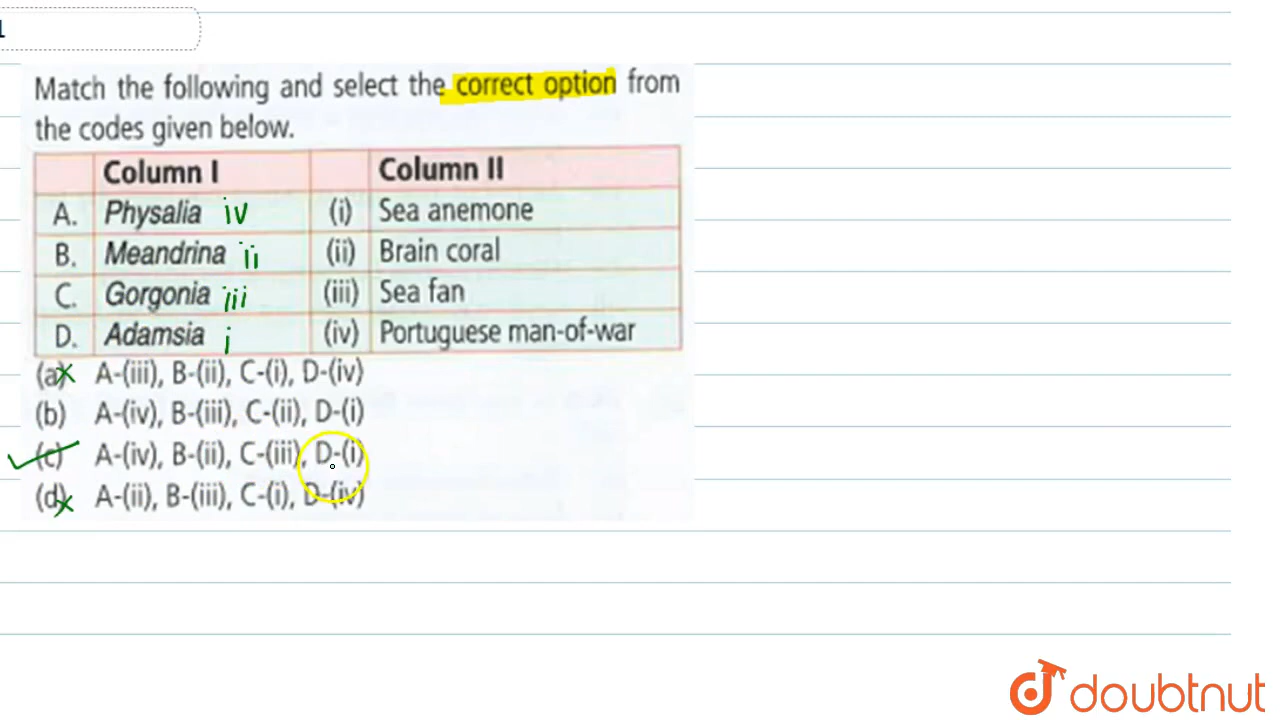 1
Match the following and select the correct option from
the codes given below.
Column I Column II
A. Physalia iv (i) Sea anemone
B. Meandrina ii (ii) Brain coral
C. Gorgonia iii (iii) Sea fan
D. Adamsia i (iv) Portuguese man-of-war
(a) x A-(iii), B-(ii), C-(i), D-(iv)
(b) A-(iv), B-(iii), C-(ii), D-(i)
✓ (c) A-(iv), B-(ii), C-(iii), D-(i)
(d) x A-(ii), B-(iii), C-(i), D-(iv)
doubtnut